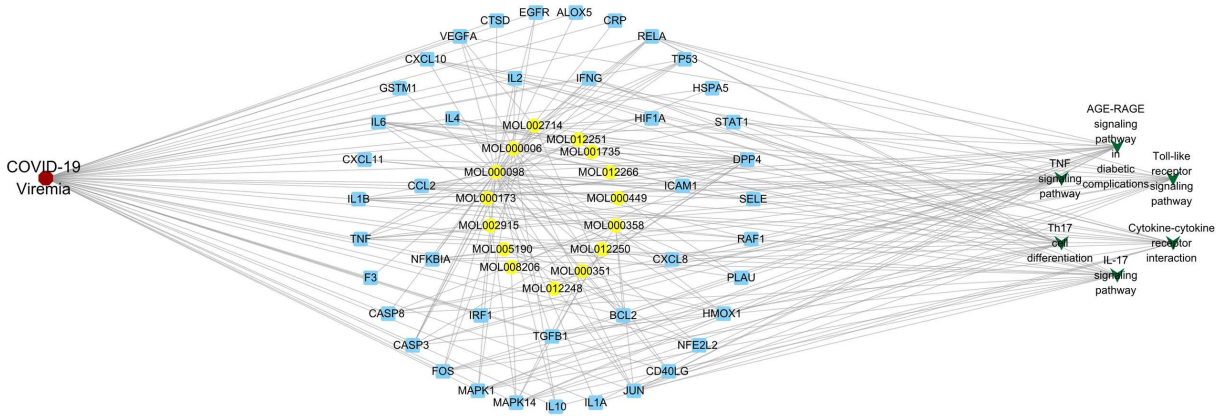 EGFR
ALOX5
CTSD
CRP
VEGFA
RELA
CXCL10
TP53
IL2
IFNG
GSTM1
HSPA5
IL6
IL4
HIF1A
STAT1
MOL002714
MOL012251
MOL000006
MOL001735
CXCL11
DPP4
MOL000098
MOL012266
CCL2
ICAM1
IL1B
MOL000173
MOL000449
SELE
MOL002915
MOL000358
TNF
RAF1
MOL005190
MOL012250
NFKBIA
CXCL8
MOL008206
MOL000351
F3
PLAU
MOL012248
CASP8
IRF1
BCL2
HMOX1
TGFB1
CASP3
NFE2L2
FOS
CD40LG
MAPK1
JUN
MAPK14
IL10
IL1A
COVID-19
Viremia
AGE-RAGE
signaling
pathway
in
diabetic
complications
TNF
signaling
pathway
Toll-like
receptor
signaling
pathway
Th17
cell
differentiation
Cytokine-cytokine
receptor
interaction
IL-17
signaling
pathway